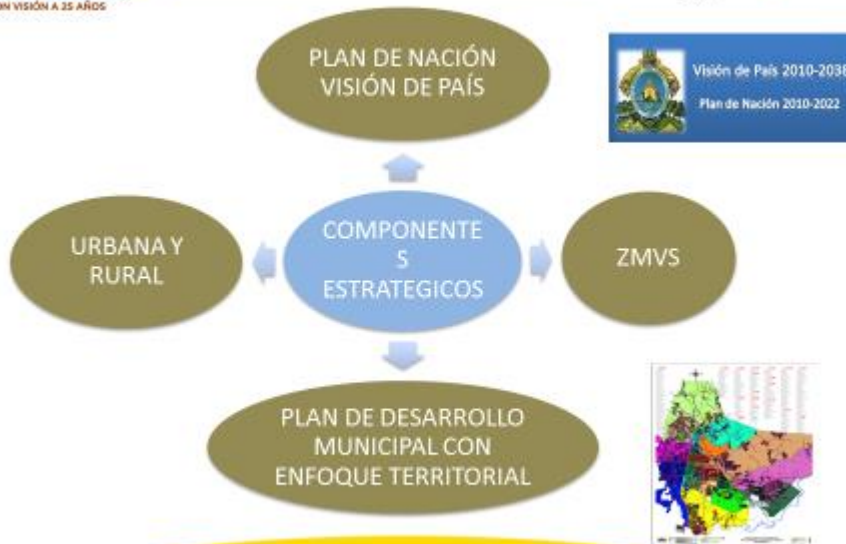 ON VISIÓN A 25 AÑOS
PLAN DE NACIÓN
VISIÓN DE PAÍS
Visión de País 2010-2038
Plan de Nación 2010-2022
URBANA Y
RURAL
COMPONENTE
S
ESTRATEGICOS
ZMVS
PLAN DE DESARROLLO
MUNICIPAL CON
ENFOQUE TERRITORIAL